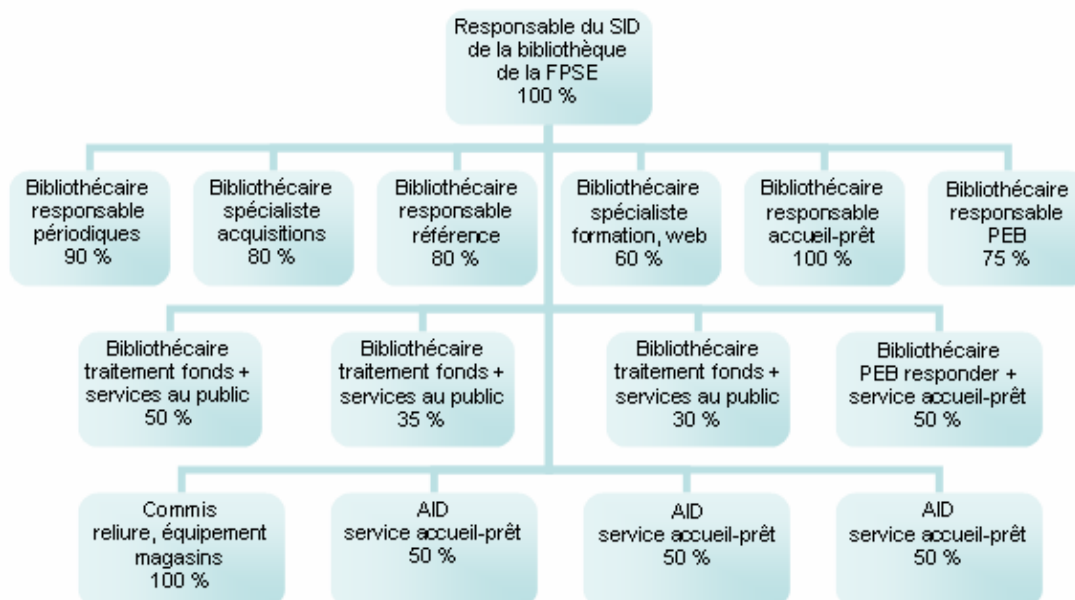 Responsable du SID
de la bibliothèque
de la FPSE
100 %
Bibliothécaire
responsable
périodiques
90 %
Bibliothécaire
spécialiste
acquisitions
80 %
Bibliothécaire
responsable
référence
80 %
Bibliothécaire
spécialiste
formation, web
60 %
Bibliothécaire
responsable
accueil-prêt
100 %
Bibliothécaire
responsable
PEB
75 %
Bibliothécaire
traitement fonds +
services au public
50 %
Bibliothécaire
traitement fonds +
services au public
35 %
Bibliothécaire
traitement fonds +
services au public
30 %
Bibliothécaire
PEB responder +
service accueil-prêt
50 %
Commis
reliure, équipement
magasins
100 %
AID
service accueil-prêt
50 %
AID
service accueil-prêt
50 %
AID
service accueil-prêt
50 %